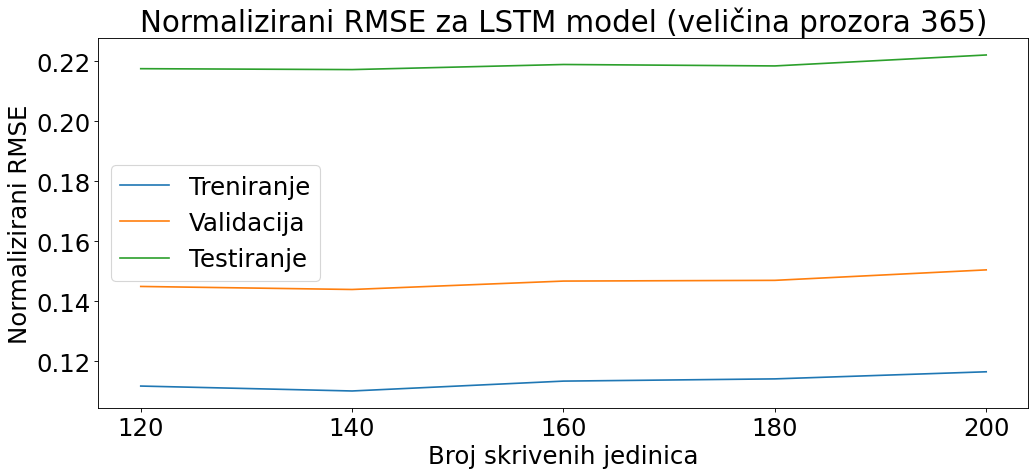 Normalizirani RMSE za LSTM model (veličina prozora 365)
Normalizirani RMSE
0.22
0.20
0.18
0.16
0.14
0.12
Treniranje
Validacija
Testiranje
120 140 160 180 200
Broj skrivenih jedinica